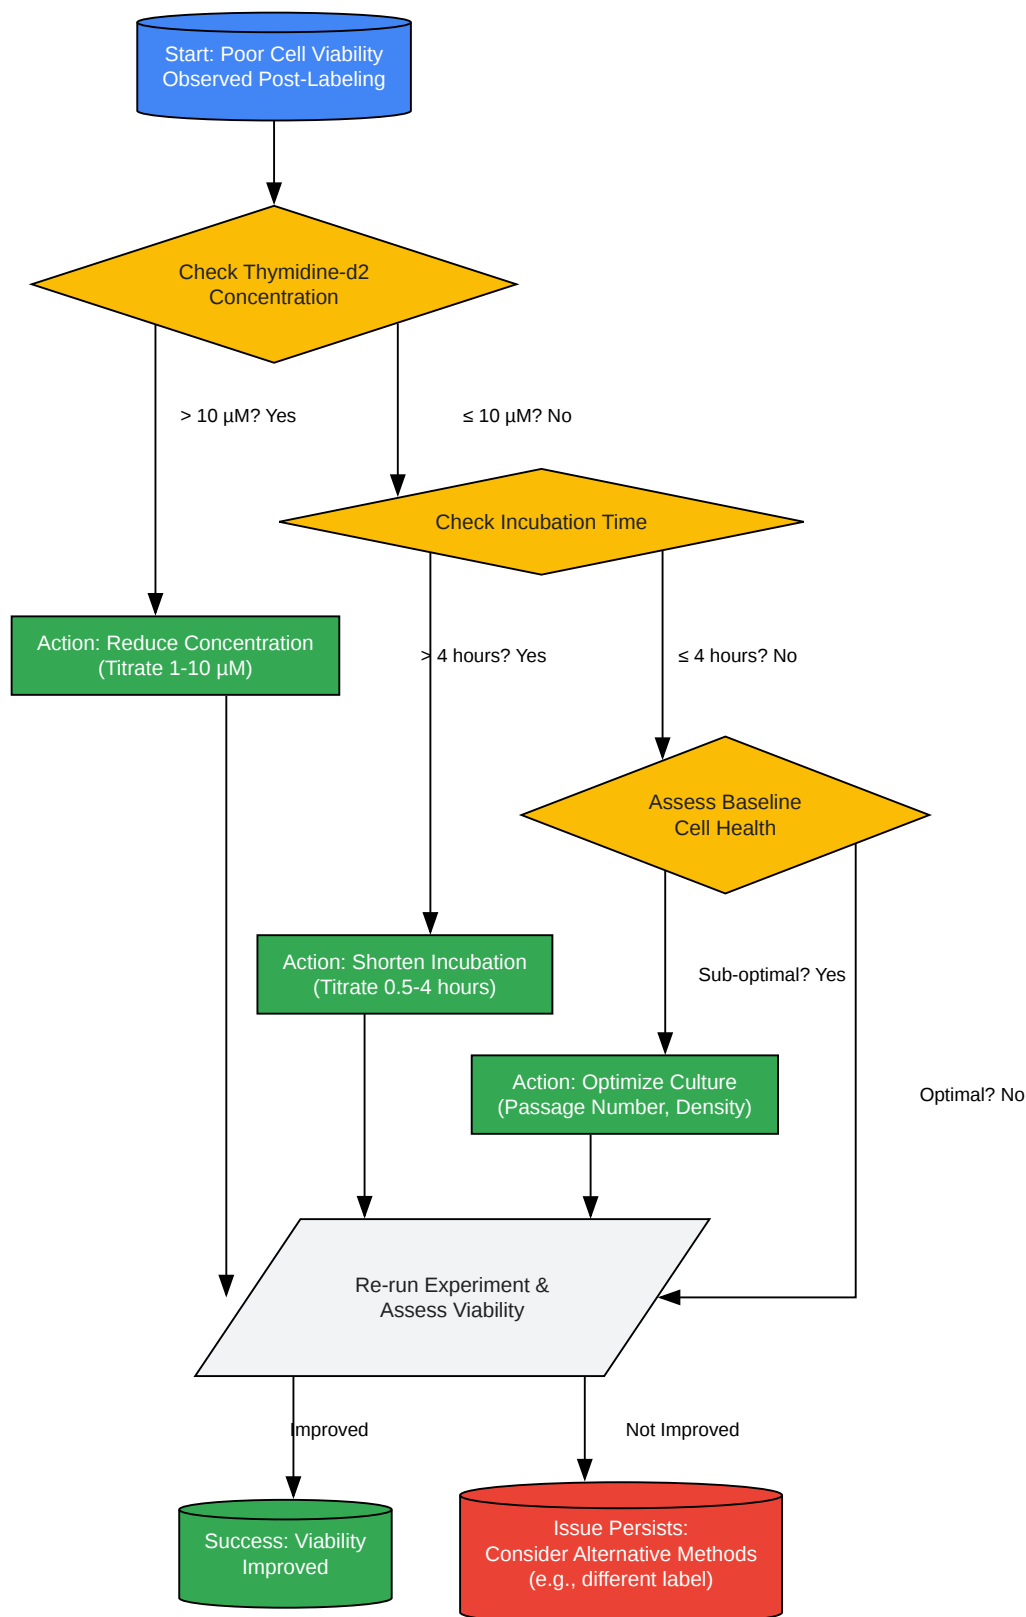 Start: Poor Cell Viability
Observed Post-Labeling
Check Thymidine-d2
Concentration
> 10 µM? Yes
≤ 10 µM? No
Check Incubation Time
Action: Reduce Concentration
(Titrate 1-10 µM)
> 4 hours? Yes
≤ 4 hours? No
Assess Baseline
Cell Health
Action: Shorten Incubation
(Titrate 0.5-4 hours)
Sub-optimal? Yes
Action: Optimize Culture
(Passage Number, Density)
Optimal? No
Re-run Experiment &
Assess Viability
Improved
Not Improved
Success: Viability
Improved
Issue Persists:
Consider Alternative Methods
(e.g., different label)